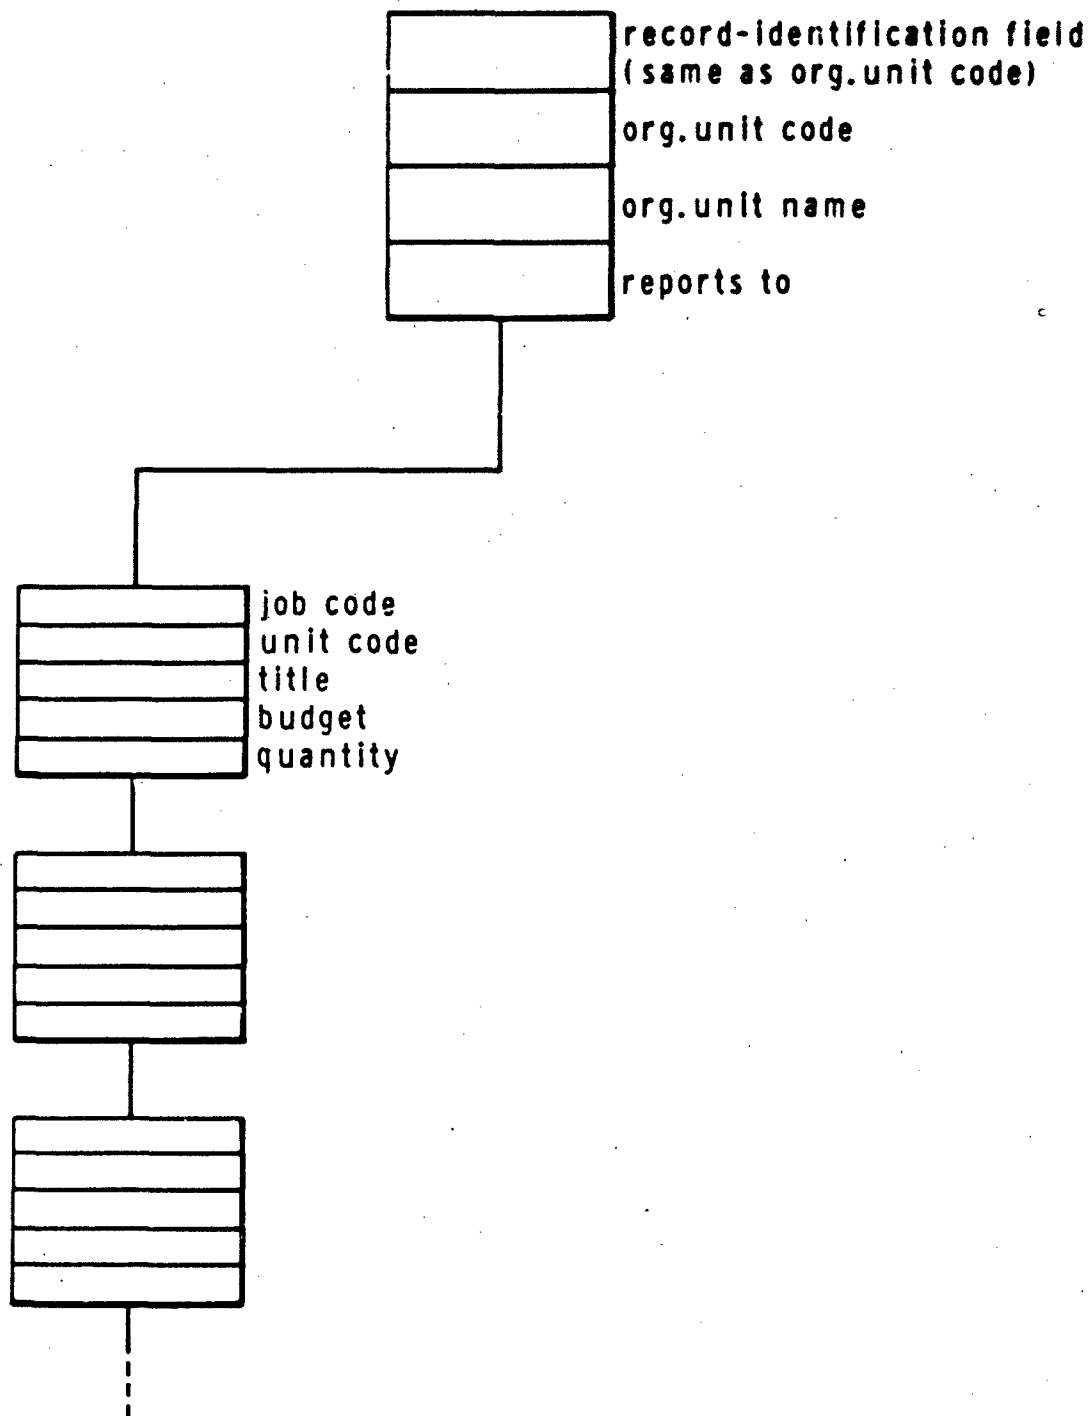 record-identification field
(same as org.unit code)
org.unit code
org.unit name
reports to
job code
unit code
title
budget
quantity